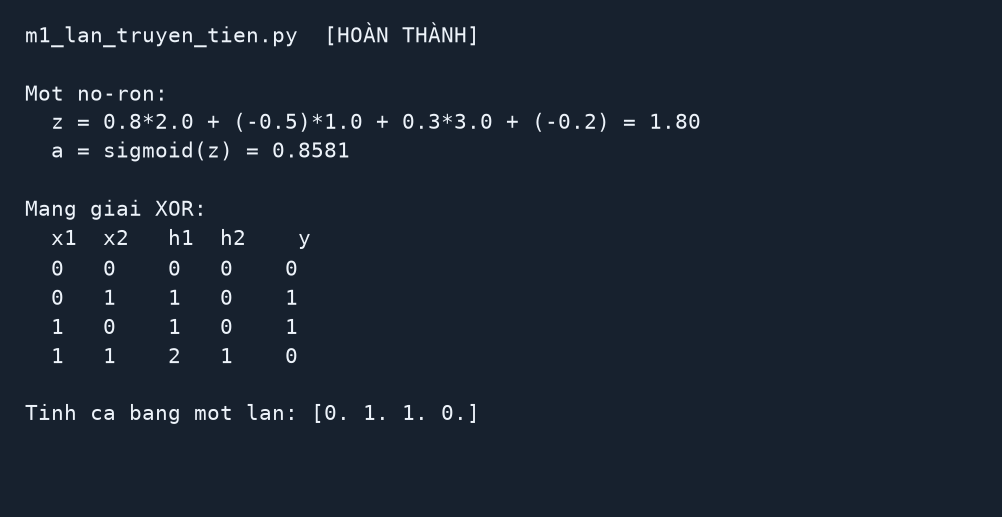 m1_lan_truyen_tien.py  [HOÀN THÀNH]
Mot no-ron:
  z = 0.8*2.0 + (-0.5)*1.0 + 0.3*3.0 + (-0.2) = 1.80
  a = sigmoid(z) = 0.8581
Mang giai XOR:
  x1  x2   h1  h2    y
  0   0    0   0    0
  0   1    1   0    1
  1   0    1   0    1
  1   1    2   1    0
Tinh ca bang mot lan: [0. 1. 1. 0.]